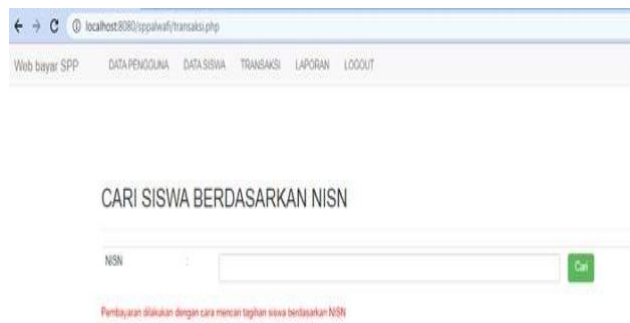 localhost:8080/sppalwafi/transaksi.php
Web bayar SPP DATA PENGGUNA DATA SISWA TRANSAKSI LAPORAN LOGOUT
CARI SISWA BERDASARKAN NISN
NISN : Cari
Pembayaran dilakukan dengan cara mencari tagihan siswa berdasarkan NISN